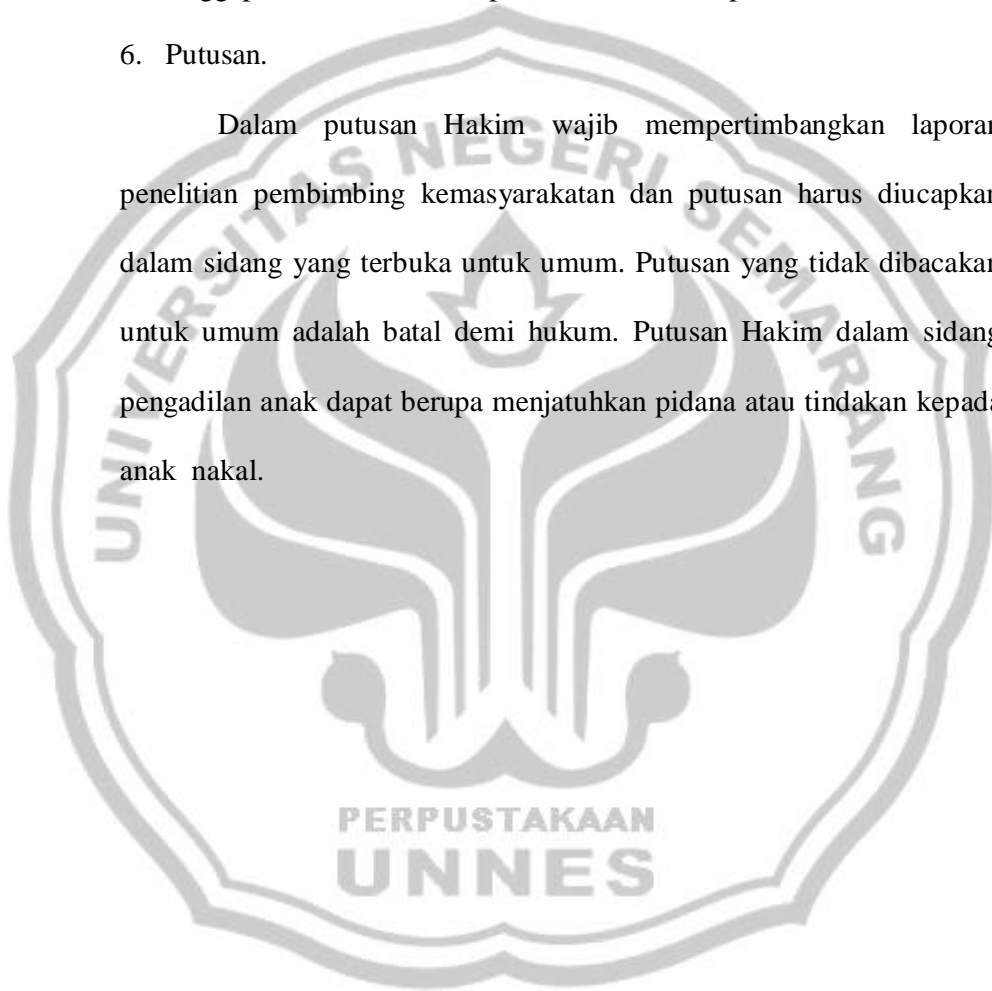 6. Putusan.
Dalam putusan Hakim wajib mempertimbangkan laporan
penelitian pembimbing kemasyarakatan dan putusan harus diucapkan
dalam sidang yang terbuka untuk umum. Putusan yang tidak dibacakan
untuk umum adalah batal demi hukum. Putusan Hakim dalam sidang
pengadilan anak dapat berupa menjatuhkan pidana atau tindakan kepada
anak nakal.
UNIVERSITAS NEGERI SEMARANG
PERPUSTAKAAN
UNNES